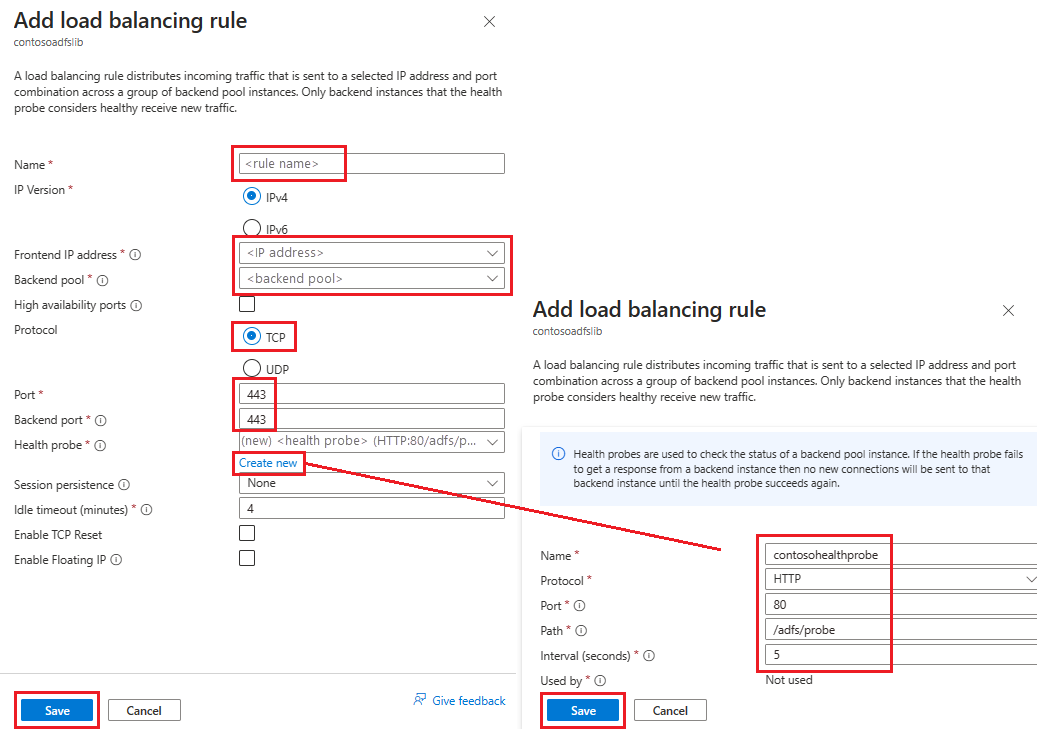 Add load balancing rule
contosoadfslib
A load balancing rule distributes incoming traffic that is sent to a selected IP address and port
combination across a group of backend pool instances. Only backend instances that the health
probe considers healthy receive new traffic.
Name *
<rule name>
IP Version *
IPv4
IPv6
Frontend IP address *
<IP address>
Backend pool *
<backend pool>
High availability ports
Protocol
TCP
UDP
Port *
443
Backend port *
443
Health probe *
(new) <health probe> (HTTP:80/adfs/p...
Create new
Session persistence
None
Idle timeout (minutes) *
4
Enable TCP Reset
Enable Floating IP
Save
Cancel
Give feedback
Add load balancing rule
contosoadfslib
A load balancing rule distributes incoming traffic that is sent to a selected IP address and port
combination across a group of backend pool instances. Only backend instances that the health
probe considers healthy receive new traffic.
Health probes are used to check the status of a backend pool instance. If the health probe fails
to get a response from a backend instance then no new connections will be sent to that
backend instance until the health probe succeeds again.
Name *
contosohealthprobe
Protocol *
HTTP
Port *
80
Path *
/adfs/probe
Interval (seconds) *
5
Used by *
Not used
Save
Cancel